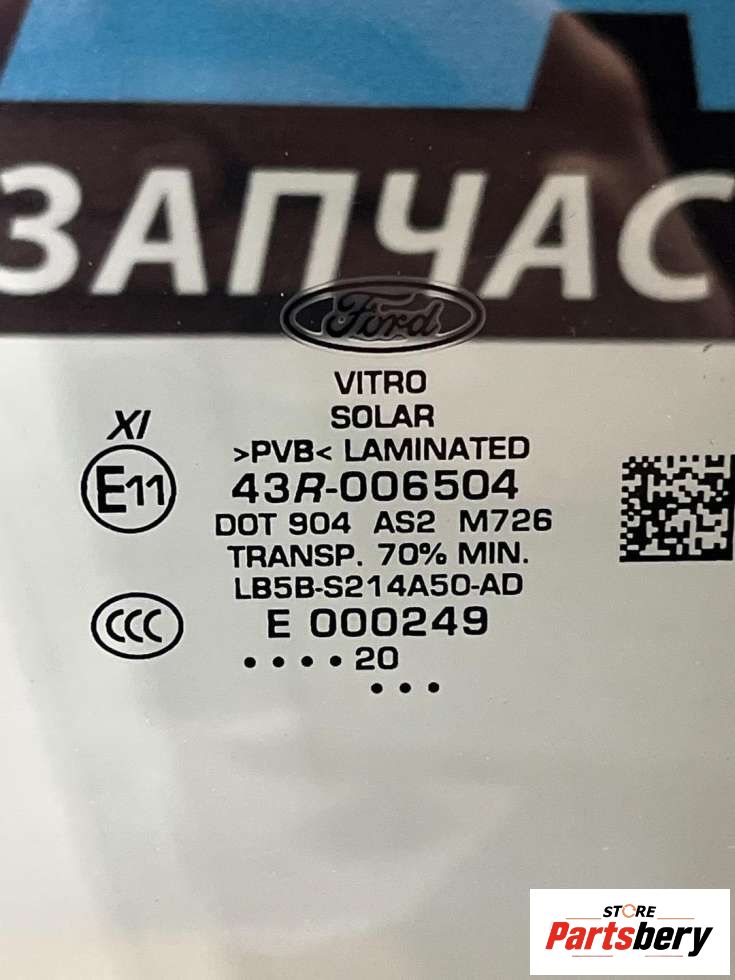 ЗАПЧАС
Ford
VITRO
SOLAR
XI
>PVB< LAMINATED
E11
43R-006504
DOT 904 AS2 M726
TRANSP. 70% MIN.
LB5B-S214A50-AD
CCC
E 000249
• • • • 20
• • •
STORE
Partsbery